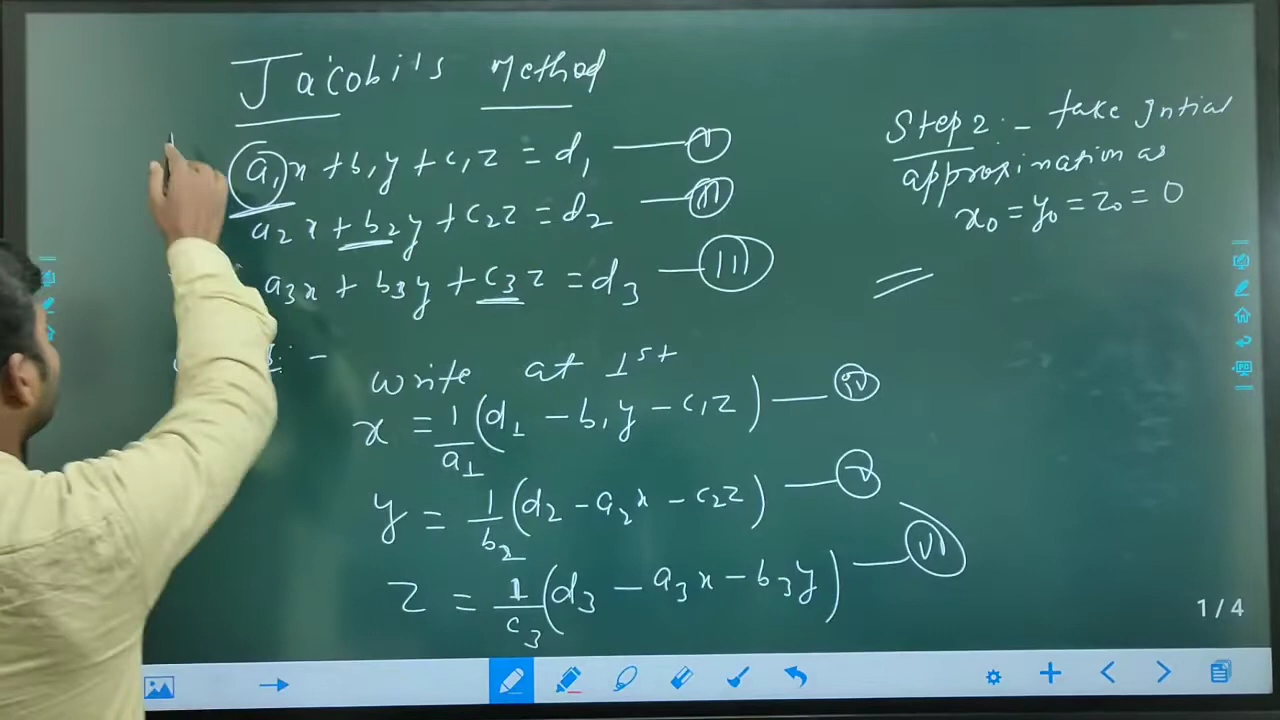 Jacobi's Method
a₁x + b₁y + c₁z = d₁ — I
a₂x + b₂y + c₂z = d₂ — II
a₃x + b₃y + c₃z = d₃ — III
write at 1st
x = 1/a₁ (d₁ - b₁y - c₁z) — IV
y = 1/b₂ (d₂ - a₂x - c₂z) — V
z = 1/c₃ (d₃ - a₃x - b₃y) — VI
Step 2:- take Intial
approximation as
x₀ = y₀ = z₀ = 0
1/4